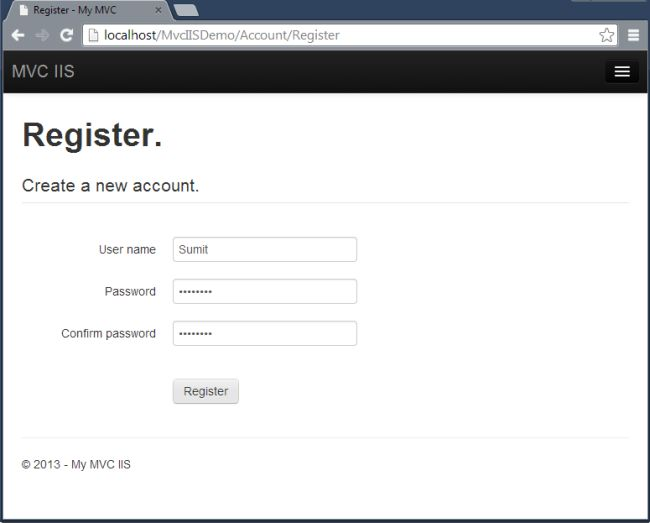 Register - My MVC
localhost/MvcIISDemo/Account/Register
MVC IIS
Register.
Create a new account.
User name Sumit
Password ••••••••
Confirm password ••••••••
Register
© 2013 - My MVC IIS